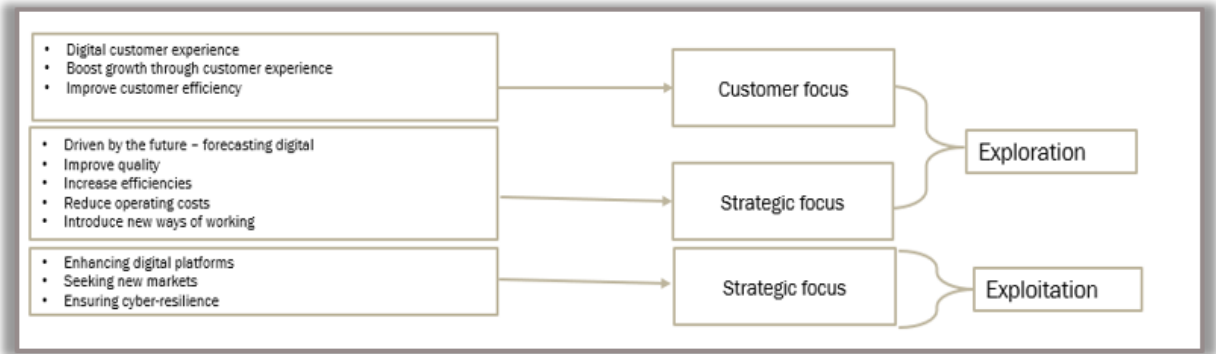 • Digital customer experience
• Boost growth through customer experience
• Improve customer efficiency
Customer focus
• Driven by the future – forecasting digital
• Improve quality
• Increase efficiencies
• Reduce operating costs
• Introduce new ways of working
Strategic focus
Exploration
• Enhancing digital platforms
• Seeking new markets
• Ensuring cyber-resilience
Strategic focus
Exploitation